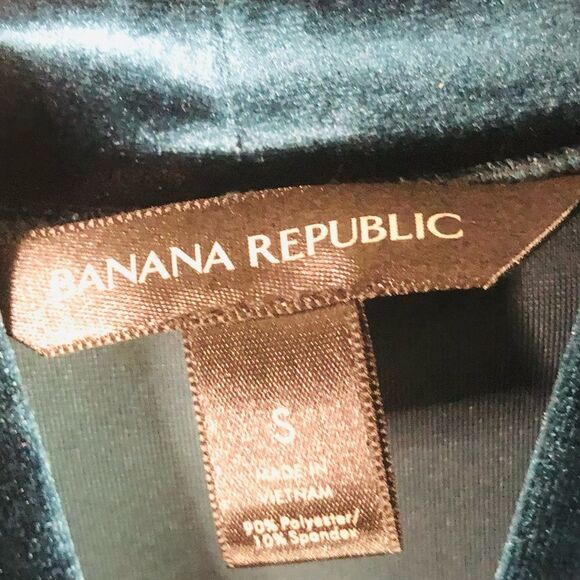 BANANA REPUBLIC
S
MADE IN
VIETNAM
90% Polyester/
10% Spandex